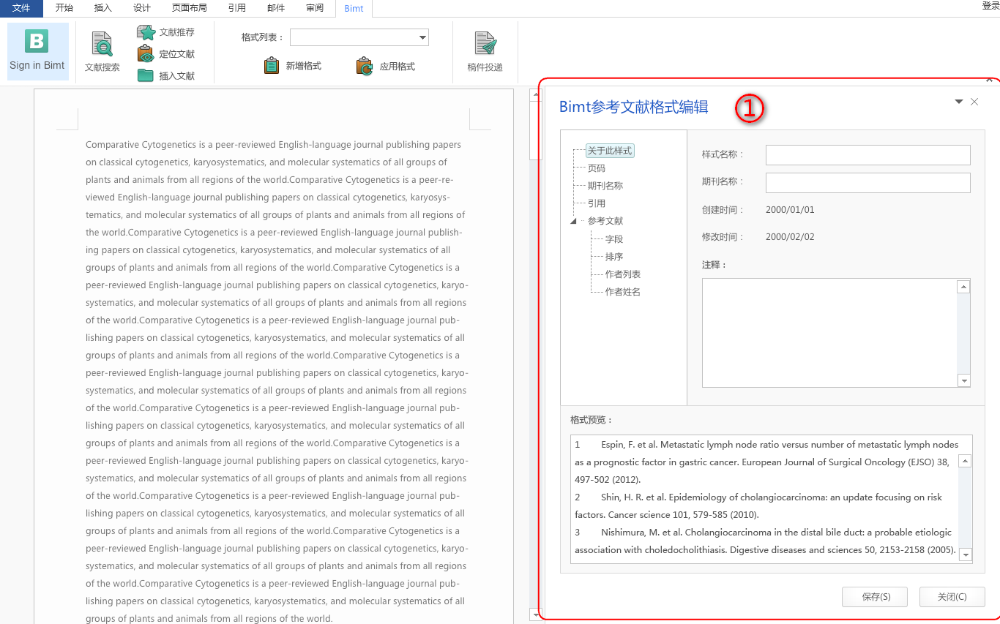 文件 开始 插入 设计 页面布局 引用 邮件 审阅 Bimt 登录
B
Sign in Bimt
文献搜索
文献推荐
定位文献
插入文献
格式列表：
新增格式 应用格式
稿件投递
Comparative Cytogenetics is a peer-reviewed English-language journal publishing papers
on classical cytogenetics, karyosystematics, and molecular systematics of all groups of
plants and animals from all regions of the world.Comparative Cytogenetics is a peer-re-
viewed English-language journal publishing papers on classical cytogenetics, karyosys-
tematics, and molecular systematics of all groups of plants and animals from all regions of
the world.Comparative Cytogenetics is a peer-reviewed English-language journal publish-
ing papers on classical cytogenetics, karyosystematics, and molecular systematics of all
groups of plants and animals from all regions of the world.Comparative Cytogenetics is a
peer-reviewed English-language journal publishing papers on classical cytogenetics, karyo-
systematics, and molecular systematics of all groups of plants and animals from all regions
of the world.Comparative Cytogenetics is a peer-reviewed English-language journal pub-
lishing papers on classical cytogenetics, karyosystematics, and molecular systematics of all
groups of plants and animals from all regions of the world.Comparative Cytogenetics is a
peer-reviewed English-language journal publishing papers on classical cytogenetics, karyo-
systematics, and molecular systematics of all groups of plants and animals from all regions
of the world.Comparative Cytogenetics is a peer-reviewed English-language journal pub-
lishing papers on classical cytogenetics, karyosystematics, and molecular systematics of all
groups of plants and animals from all regions of the world.Comparative Cytogenetics is a
peer-reviewed English-language journal publishing papers on classical cytogenetics, karyo-
systematics, and molecular systematics of all groups of plants and animals from all regions
of the world.Comparative Cytogenetics is a peer-reviewed English-language journal pub-
lishing papers on classical cytogenetics, karyosystematics, and molecular systematics of all
groups of plants and animals from all regions of the world.Comparative Cytogenetics is a
peer-reviewed English-language journal publishing papers on classical cytogenetics, karyo-
systematics, and molecular systematics of all groups of plants and animals from all regions
of the world.Comparative Cytogenetics is a peer-reviewed English-language journal pub-
lishing papers on classical cytogenetics, karyosystematics, and molecular systematics of all
groups of plants and animals from all regions of the world.
Bimt参考文献格式编辑 ①
关于此样式
页码
期刊名称
引用
参考文献
字段
排序
作者列表
作者姓名
样式名称：
期刊名称：
创建时间： 2000/01/01
修改时间： 2000/02/02
注释：
格式预览：
1 Espin, F. et al. Metastatic lymph node ratio versus number of metastatic lymph nodes
as a prognostic factor in gastric cancer. European Journal of Surgical Oncology (EJSO) 38,
497-502 (2012).
2 Shin, H. R. et al. Epidemiology of cholangiocarcinoma: an update focusing on risk
factors. Cancer science 101, 579-585 (2010).
3 Nishimura, M. et al. Cholangiocarcinoma in the distal bile duct: a probable etiologic
association with choledocholithiasis. Digestive diseases and sciences 50, 2153-2158 (2005).
保存(S) 关闭(C)